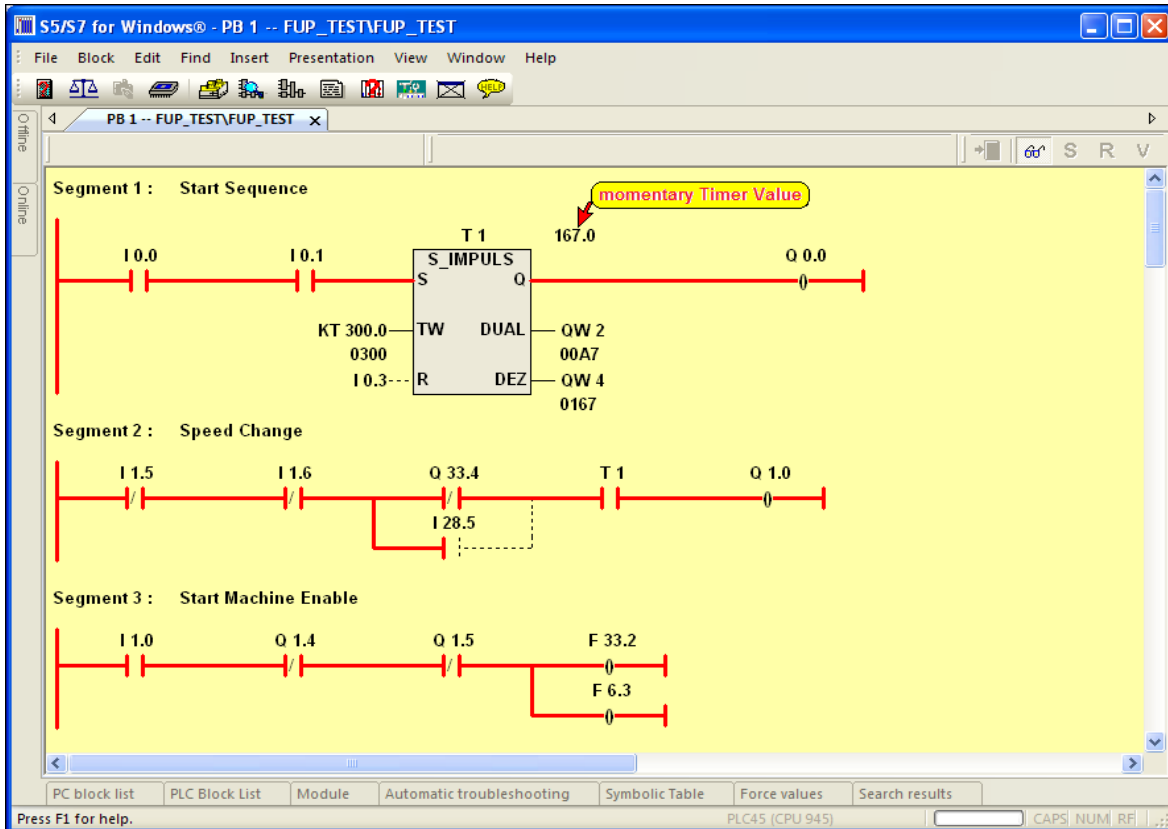 S5/S7 for Windows® - PB 1 -- FUP_TEST\FUP_TEST
File Block Edit Find Insert Presentation View Window Help
HELP
Offline
Online
PB 1 -- FUP_TEST\FUP_TEST x
S R V
Segment 1 : Start Sequence
momentary Timer Value
T 1 167.0
I 0.0 I 0.1 S_IMPULS Q 0.0
S Q
KT 300.0 TW DUAL QW 2
0300 00A7
I 0.3 R DEZ QW 4
0167
Segment 2 : Speed Change
I 1.5 I 1.6 Q 33.4 T 1 Q 1.0
I 28.5
Segment 3 : Start Machine Enable
I 1.0 Q 1.4 Q 1.5 F 33.2
F 6.3
PC block list PLC Block List Module Automatic troubleshooting Symbolic Table Force values Search results
Press F1 for help. PLC45 (CPU 945) CAPS NUM RF